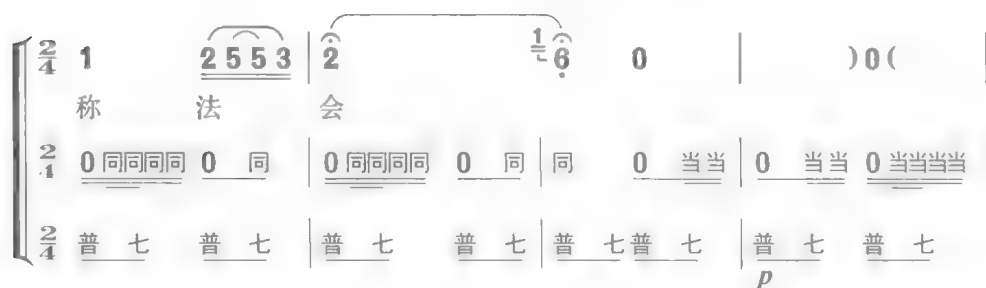 2/4 1 2553 | 2 1 6 0 | )0( |
称 法 会
2/4 0同同同同 0 同 | 0同同同同 0 同 | 同 0 当当 | 0 当当 0当当当当
2/4 普 七 普 七 | 普 七 普 七 | 普 七普 七 | 普 七 普 七
p